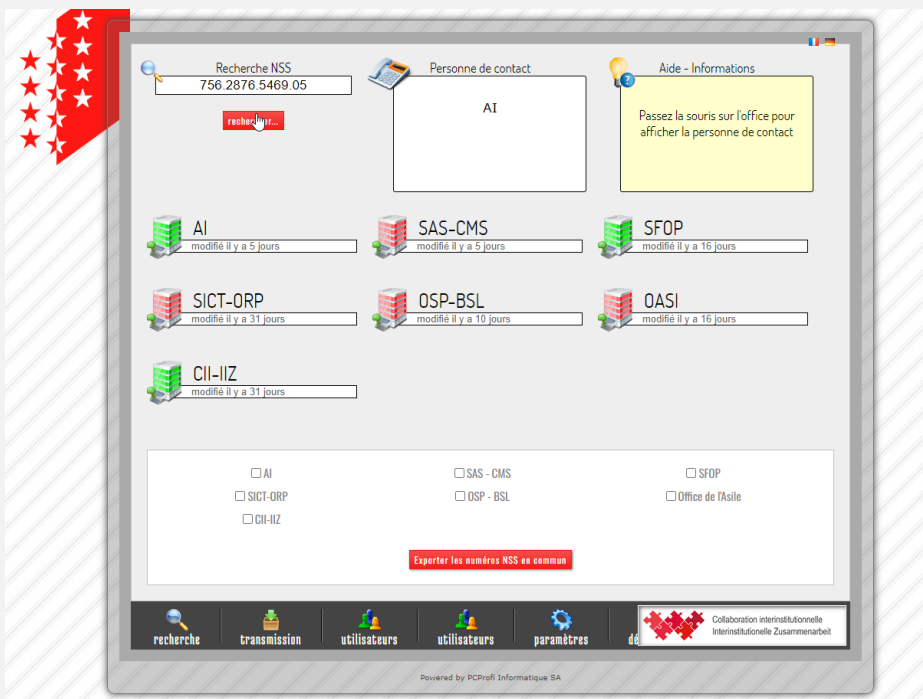 Recherche NSS
756.2876.5469.05
Personne de contact
AI
Aide - Informations
Passez la souris sur l'office pour
afficher la personne de contact
AI
modifié il y a 5 jours
SAS-CMS
modifié il y a 5 jours
SFOP
modifié il y a 16 jours
SICT-ORP
modifié il y a 31 jours
OSP-BSL
modifié il y a 10 jours
OASI
modifié il y a 16 jours
CII-IIZ
modifié il y a 31 jours
AI
SAS - CMS
SFOP
SICT-ORP
OSP - BSL
Office de l'Asile
CII-IIZ
Exporter les numéros NSS en commun
recherche
transmission
utilisateurs
utilisateurs
paramètres
Collaboration interinstitutionnelle
Interinstitutionelle Zusammenarbeit
Powered by PCProfi Informatique SA